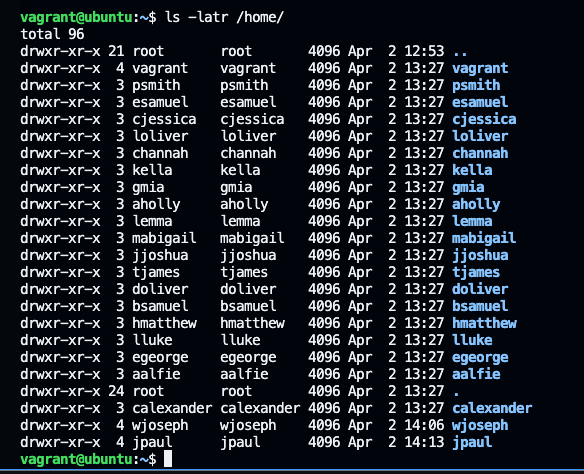 vagrant@ubuntu:~$ ls -latr /home/
total 96
drwxr-xr-x 21 root      root      4096 Apr  2 12:53 ..
drwxr-xr-x  4 vagrant   vagrant   4096 Apr  2 13:27 vagrant
drwxr-xr-x  3 psmith    psmith    4096 Apr  2 13:27 psmith
drwxr-xr-x  3 esamuel   esamuel   4096 Apr  2 13:27 esamuel
drwxr-xr-x  3 cjessica  cjessica  4096 Apr  2 13:27 cjessica
drwxr-xr-x  3 loliver   loliver   4096 Apr  2 13:27 loliver
drwxr-xr-x  3 channah   channah   4096 Apr  2 13:27 channah
drwxr-xr-x  3 kella     kella     4096 Apr  2 13:27 kella
drwxr-xr-x  3 gmia      gmia      4096 Apr  2 13:27 gmia
drwxr-xr-x  3 aholly    aholly    4096 Apr  2 13:27 aholly
drwxr-xr-x  3 lemma     lemma     4096 Apr  2 13:27 lemma
drwxr-xr-x  3 mabigail  mabigail  4096 Apr  2 13:27 mabigail
drwxr-xr-x  3 jjoshua   jjoshua   4096 Apr  2 13:27 jjoshua
drwxr-xr-x  3 tjames    tjames    4096 Apr  2 13:27 tjames
drwxr-xr-x  3 doliver   doliver   4096 Apr  2 13:27 doliver
drwxr-xr-x  3 bsamuel   bsamuel   4096 Apr  2 13:27 bsamuel
drwxr-xr-x  3 hmatthew  hmatthew  4096 Apr  2 13:27 hmatthew
drwxr-xr-x  3 lluke     lluke     4096 Apr  2 13:27 lluke
drwxr-xr-x  3 egeorge   egeorge   4096 Apr  2 13:27 egeorge
drwxr-xr-x  3 aalfie    aalfie    4096 Apr  2 13:27 aalfie
drwxr-xr-x 24 root      root      4096 Apr  2 13:27 .
drwxr-xr-x  3 calexander calexander 4096 Apr  2 13:27 calexander
drwxr-xr-x  4 wjoseph   wjoseph   4096 Apr  2 14:06 wjoseph
drwxr-xr-x  4 jpaul     jpaul     4096 Apr  2 14:13 jpaul
vagrant@ubuntu:~$